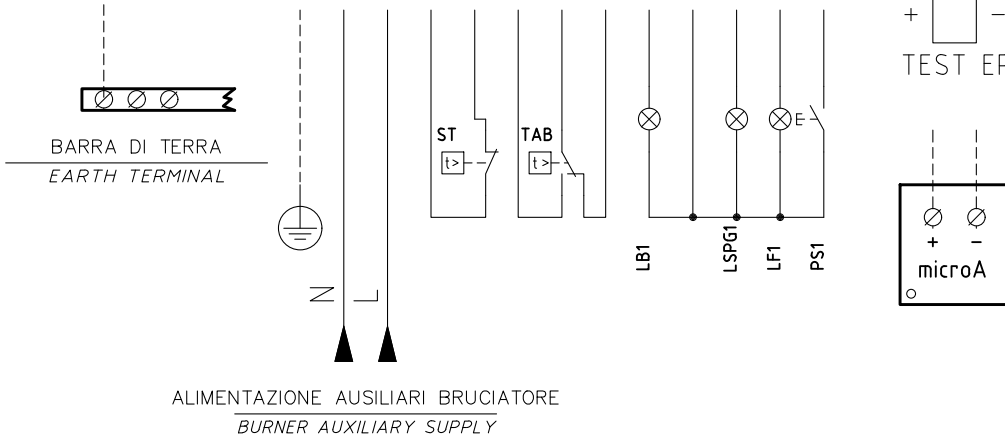 + −
TEST
BARRA DI TERRA
EARTH TERMINAL
ST
t>
TAB
t>
E
LB1
LSPG1
LF1
PS1
+ −
microA
N
L
ALIMENTAZIONE AUSILIARI BRUCIATORE
BURNER AUXILIARY SUPPLY